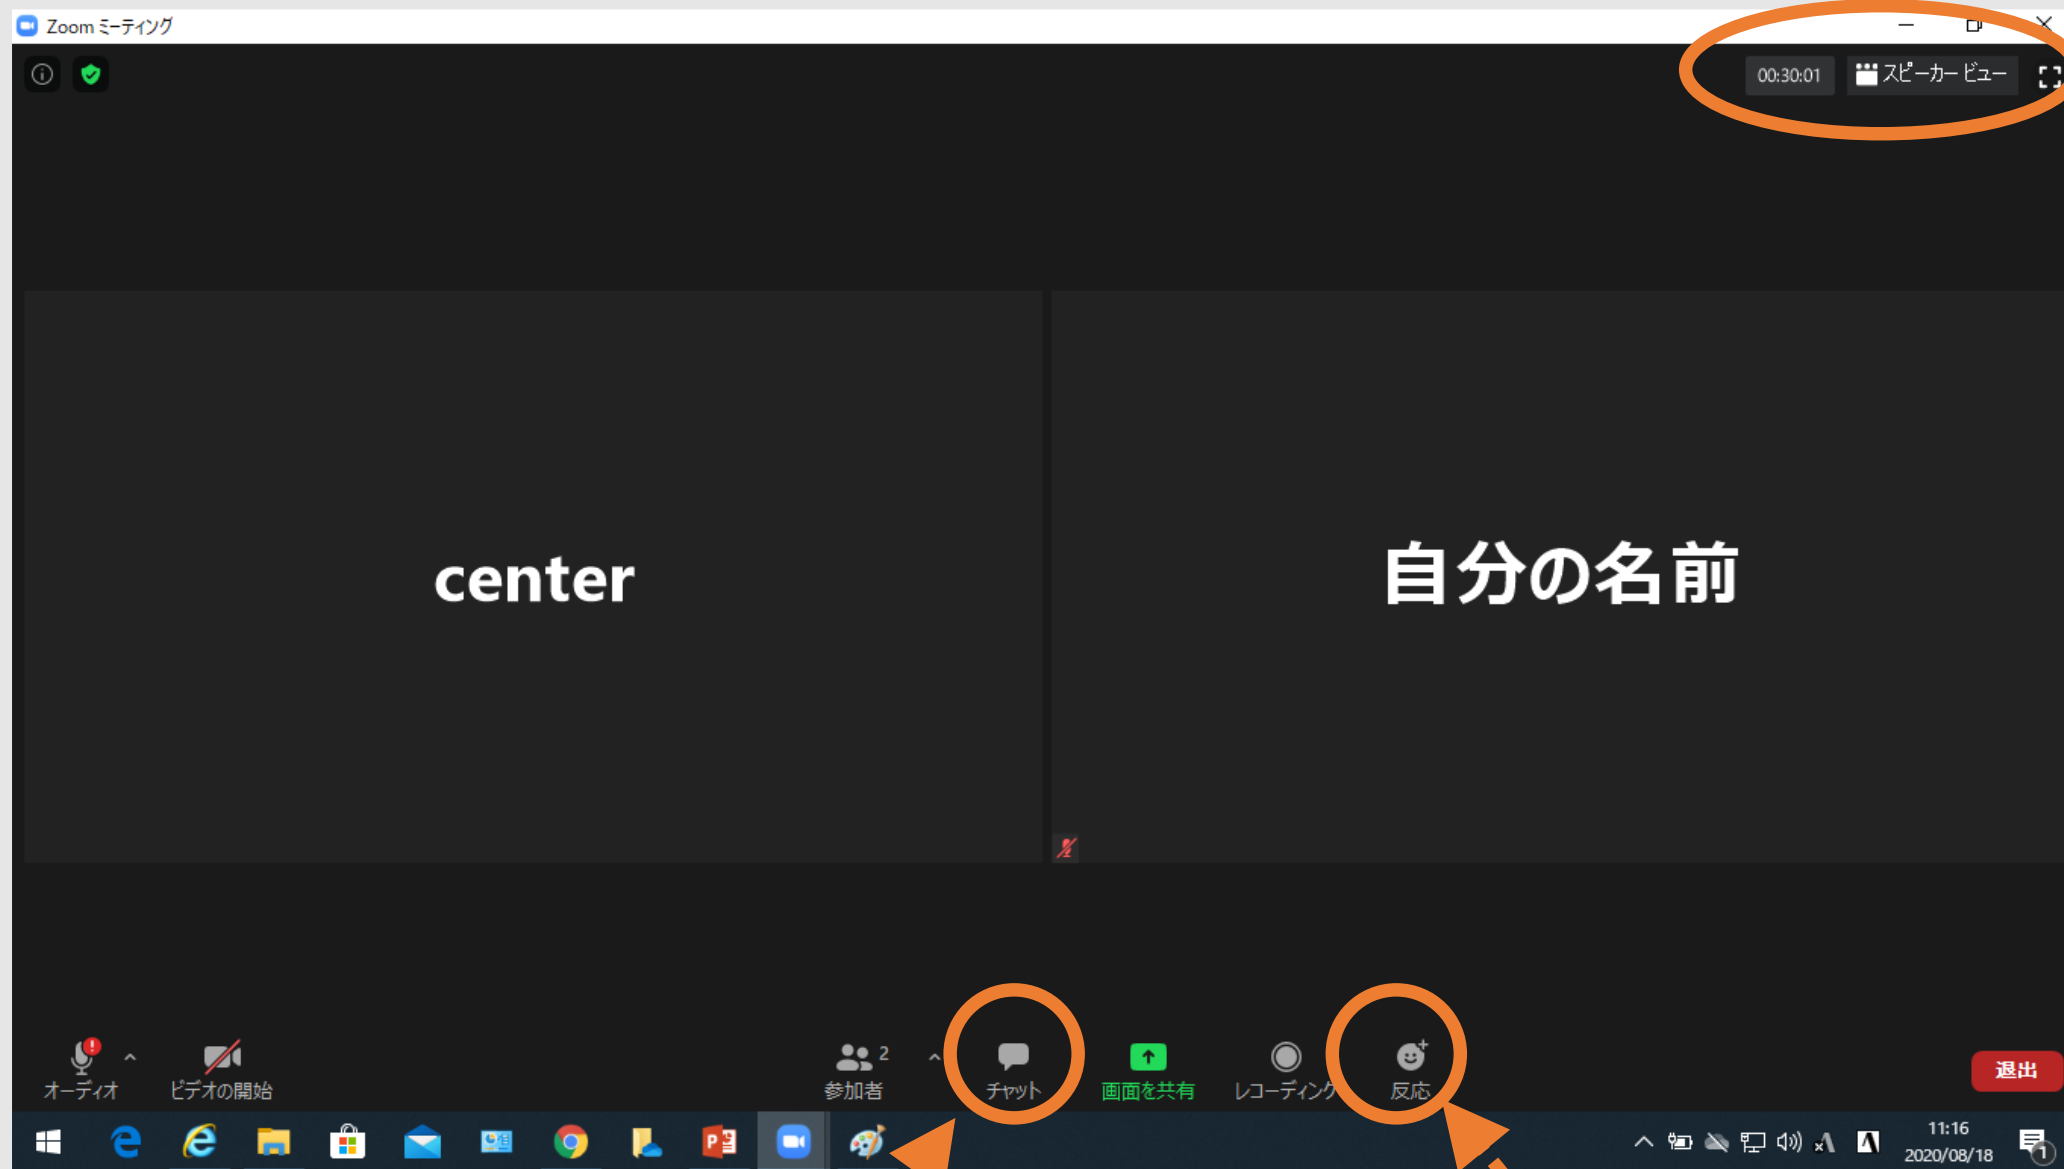 Zoom ミーティング
00:30:01 スピーカー ビュー
center
自分の名前
オーディオ ビデオの開始 参加者 2 チャット 画面を共有 レコーディング 反応 退出
11:16
2020/08/18
1